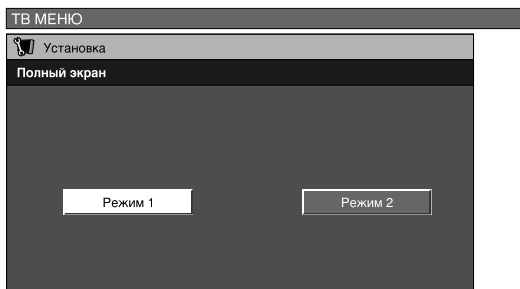 ТВ МЕНЮ
Установка
Полный экран
Режим 1
Режим 2